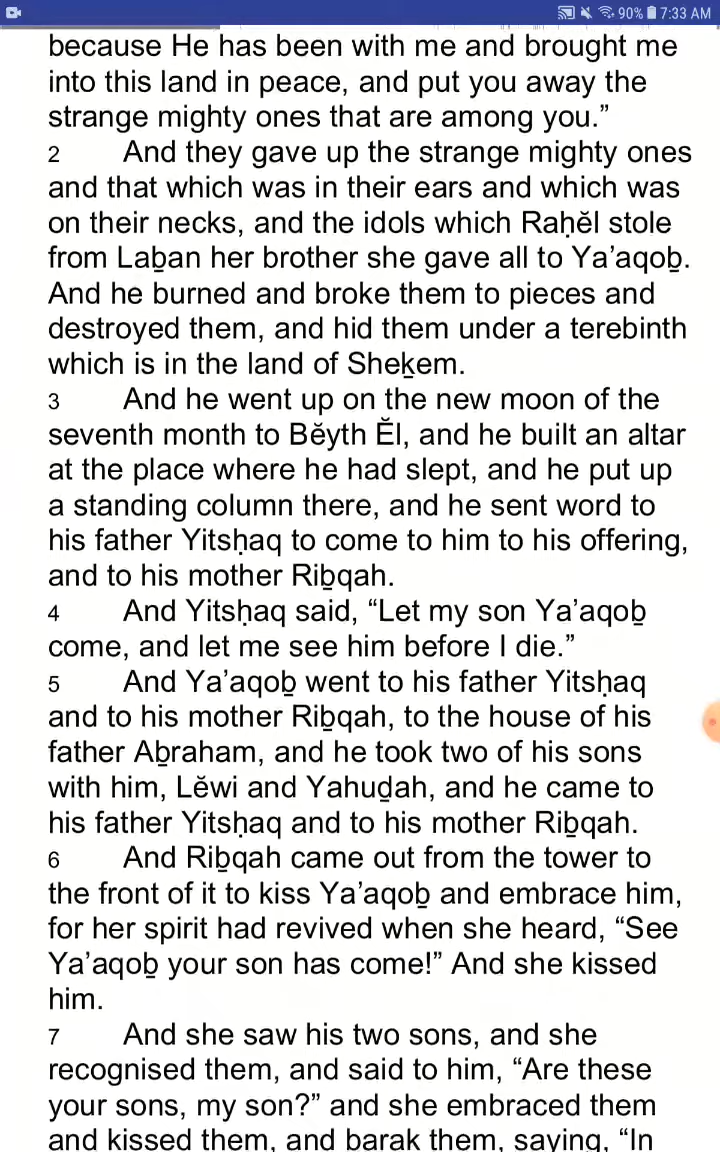 90% 7:33 AM
because He has been with me and brought me
into this land in peace, and put you away the
strange mighty ones that are among you.”
2 And they gave up the strange mighty ones
and that which was in their ears and which was
on their necks, and the idols which Raḥĕl stole
from Laḇan her brother she gave all to Ya’aqoḇ.
And he burned and broke them to pieces and
destroyed them, and hid them under a terebinth
which is in the land of Sheḵem.
3 And he went up on the new moon of the
seventh month to Bĕyth Ĕl, and he built an altar
at the place where he had slept, and he put up
a standing column there, and he sent word to
his father Yitsḥaq to come to him to his offering,
and to his mother Riḇqah.
4 And Yitsḥaq said, “Let my son Ya’aqoḇ
come, and let me see him before I die.”
5 And Ya’aqoḇ went to his father Yitsḥaq
and to his mother Riḇqah, to the house of his
father Aḇraham, and he took two of his sons
with him, Lĕwi and Yahuḏah, and he came to
his father Yitsḥaq and to his mother Riḇqah.
6 And Riḇqah came out from the tower to
the front of it to kiss Ya’aqoḇ and embrace him,
for her spirit had revived when she heard, “See
Ya’aqoḇ your son has come!” And she kissed
him.
7 And she saw his two sons, and she
recognised them, and said to him, “Are these
your sons, my son?” and she embraced them
and kissed them, and barak them, saying, “In